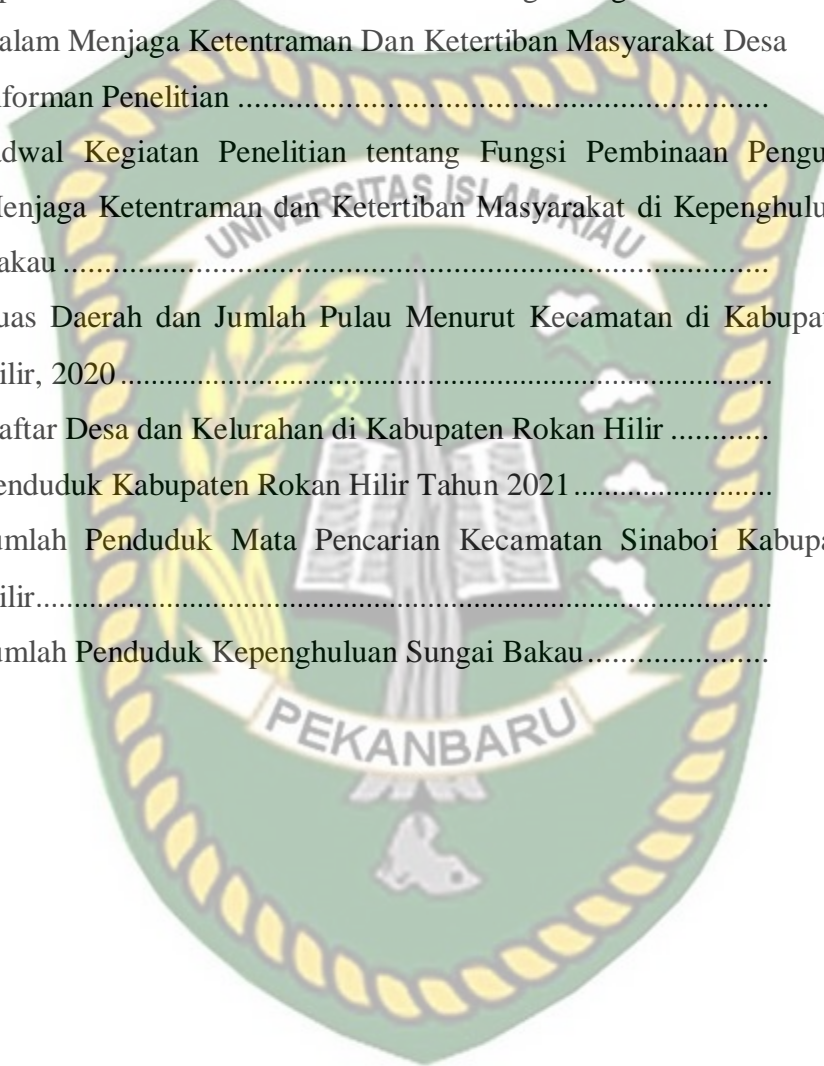 alam Menjaga Ketentraman Dan Ketertiban Masyarakat Desa
forman Penelitian ....................................................................
dwal Kegiatan Penelitian tentang Fungsi Pembinaan Pengu
Menjaga Ketentraman dan Ketertiban Masyarakat di Kepenghulu
akau ..........................................................................................
uas Daerah dan Jumlah Pulau Menurut Kecamatan di Kabupat
ilir, 2020 ...................................................................................
aftar Desa dan Kelurahan di Kabupaten Rokan Hilir ............
enduduk Kabupaten Rokan Hilir Tahun 2021 .........................
umlah Penduduk Mata Pencarian Kecamatan Sinaboi Kabupa
ilir..............................................................................................
umlah Penduduk Kepenghuluan Sungai Bakau .......................
UNIVERSITAS ISLAM RIAU
PEKANBARU